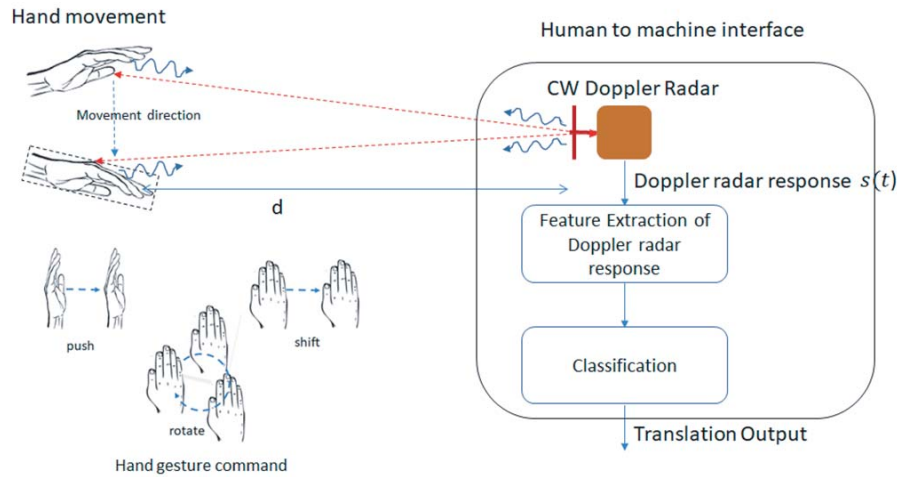 Hand movement
Human to machine interface
CW Doppler Radar
Movement direction
Doppler radar response s(t)
d
Feature Extraction of
Doppler radar
response
push
shift
Classification
rotate
Translation Output
Hand gesture command